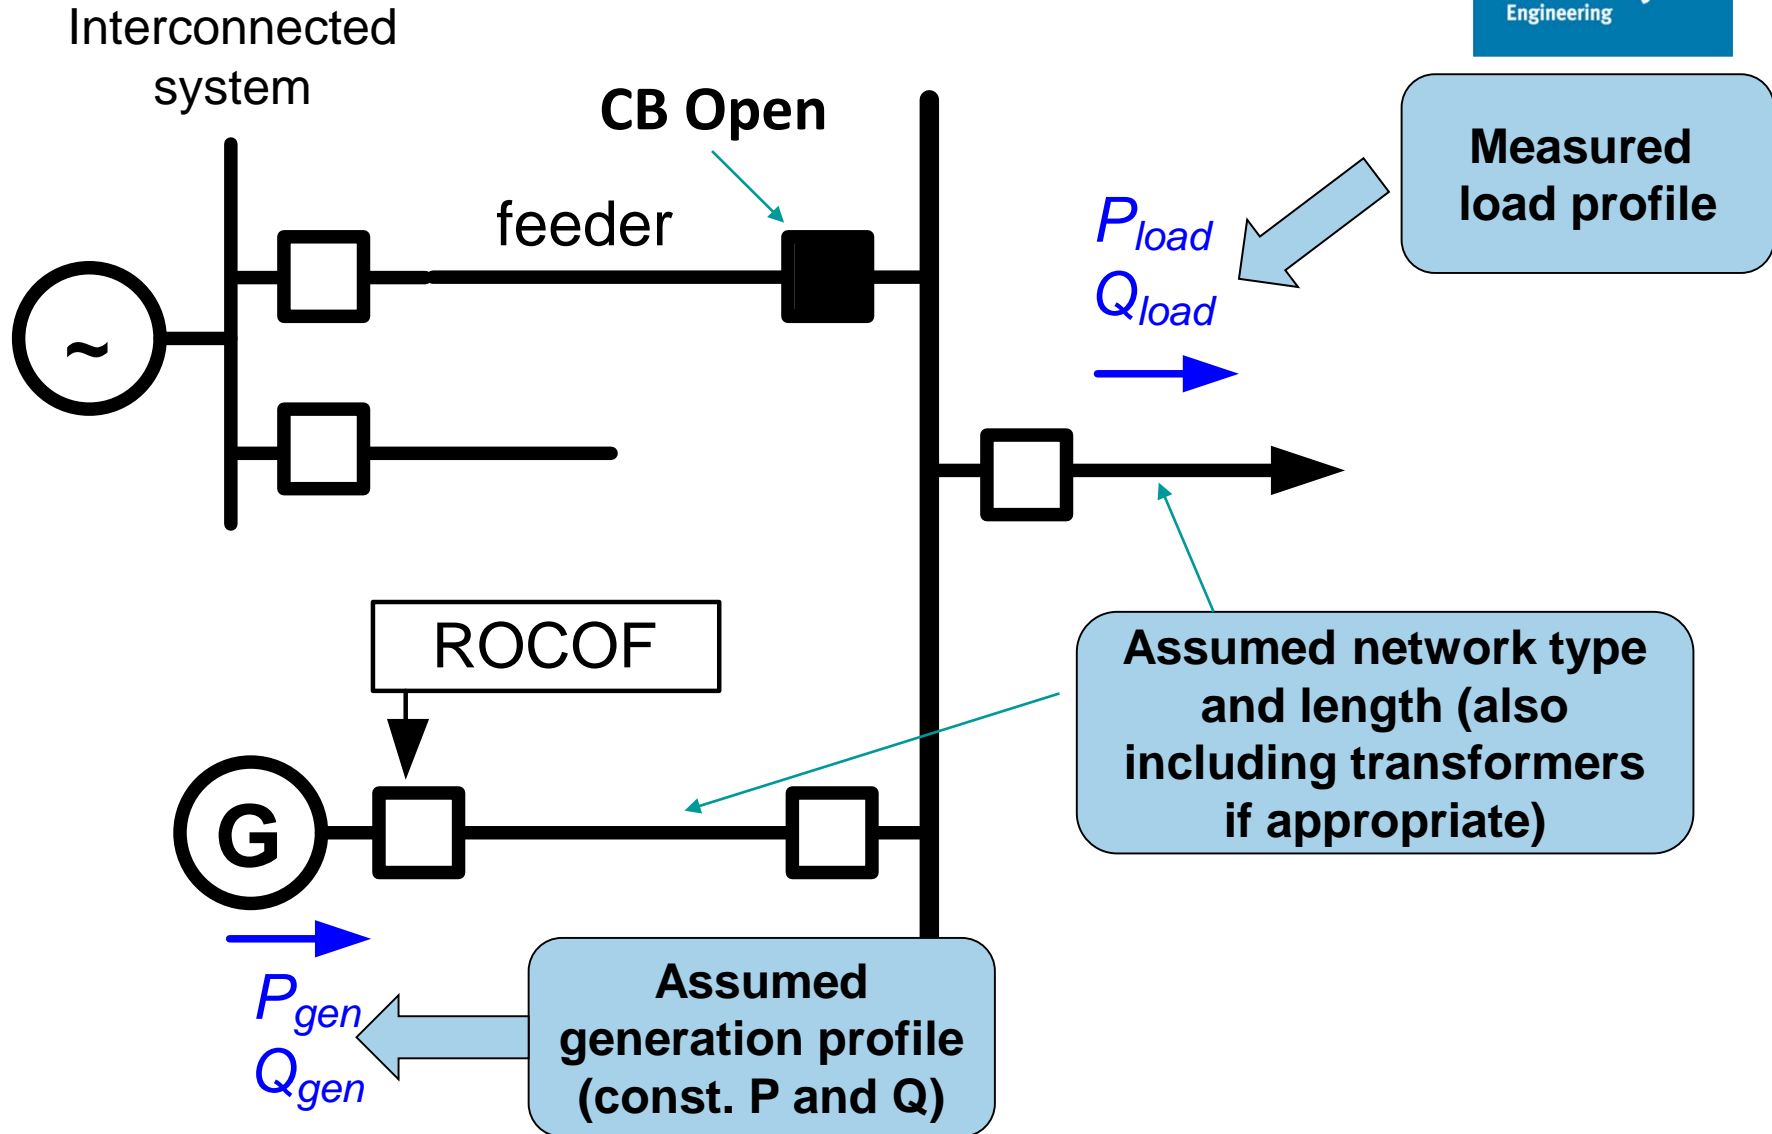 Engineering
Interconnected
system
CB Open
Measured
load profile
feeder
Pload
Qload
~
ROCOF
Assumed network type
and length (also
including transformers
if appropriate)
G
Pgen
Qgen
Assumed
generation profile
(const. P and Q)